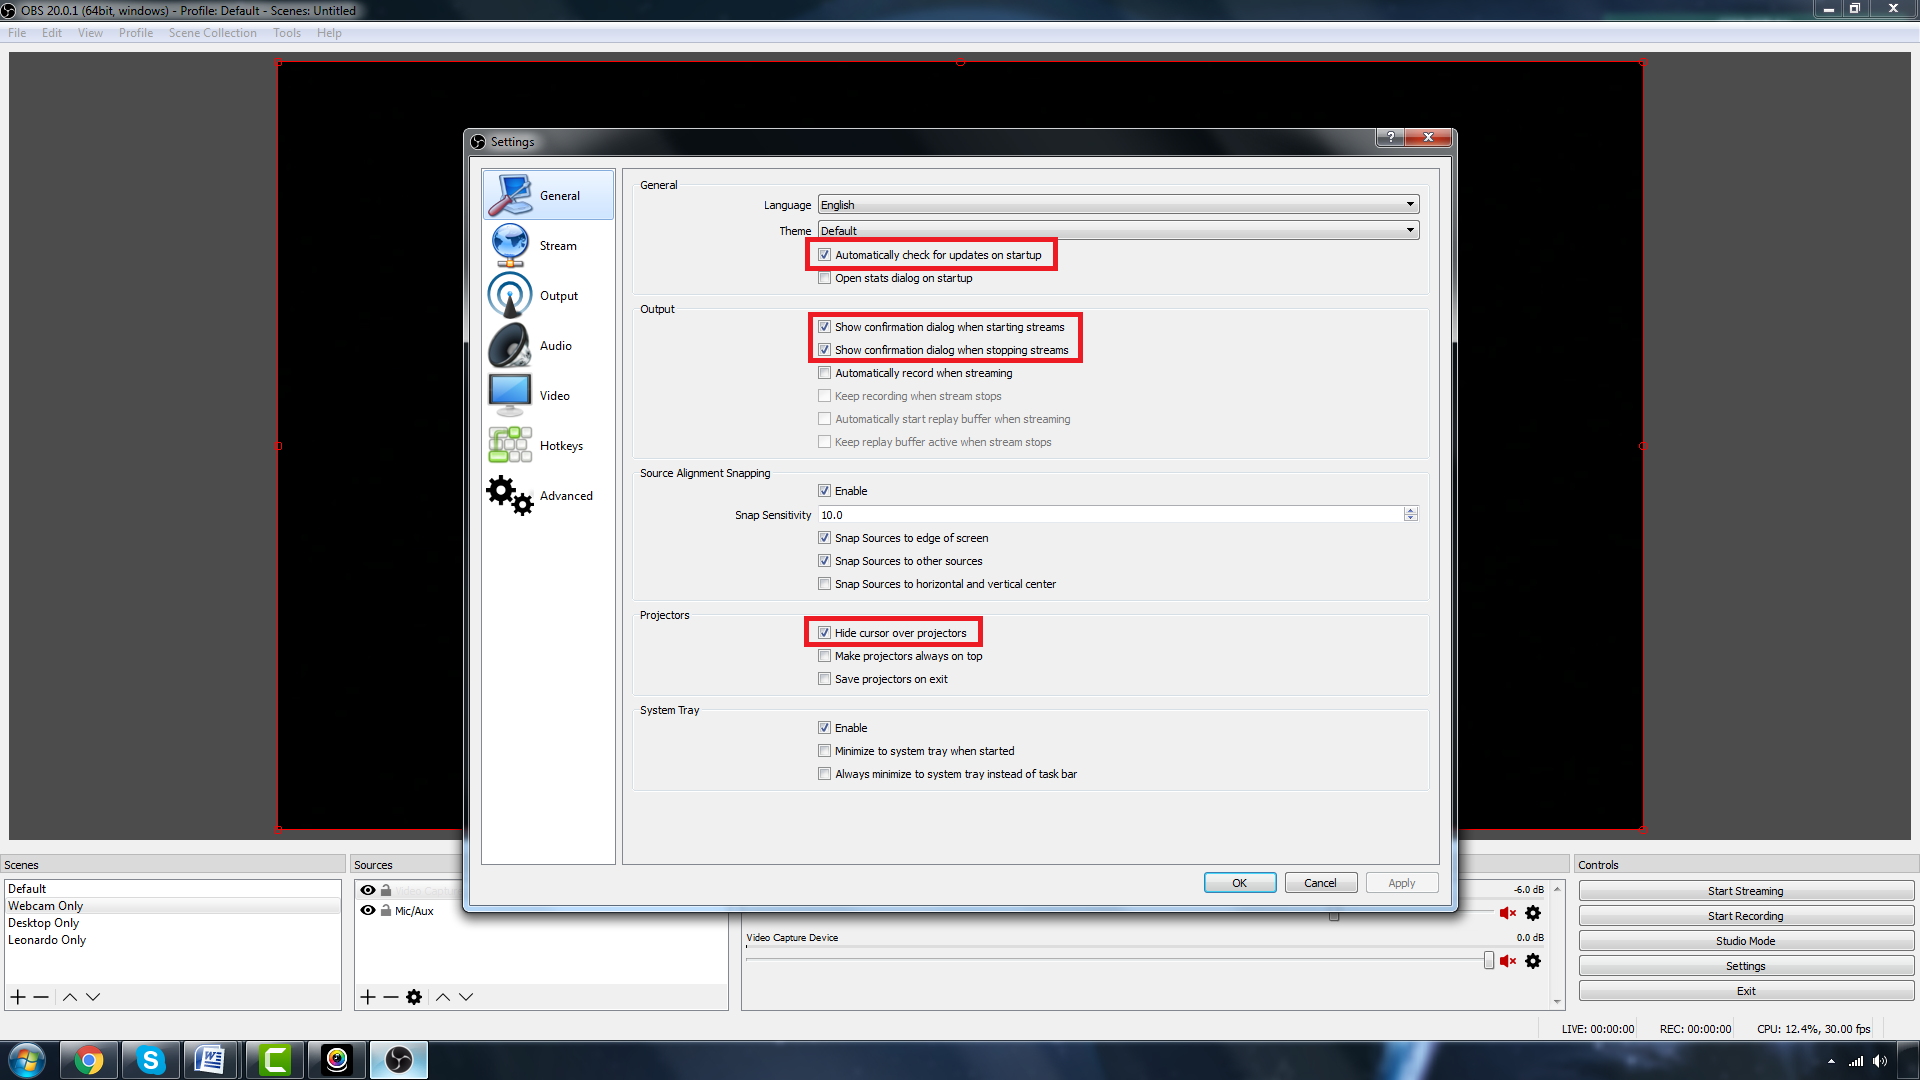 OBS 20.0.1 (64bit, windows) - Profile: Default - Scenes: Untitled
File Edit View Profile Scene Collection Tools Help
Settings
General
Stream
Output
Audio
Video
Hotkeys
Advanced
General
Language English
Theme Default
Automatically check for updates on startup
Open stats dialog on startup
Output
Show confirmation dialog when starting streams
Show confirmation dialog when stopping streams
Automatically record when streaming
Keep recording when stream stops
Automatically start replay buffer when streaming
Keep replay buffer active when stream stops
Source Alignment Snapping
Enable
Snap Sensitivity 10.0
Snap Sources to edge of screen
Snap Sources to other sources
Snap Sources to horizontal and vertical center
Projectors
Hide cursor over projectors
Make projectors always on top
Save projectors on exit
System Tray
Enable
Minimize to system tray when started
Always minimize to system tray instead of task bar
OK Cancel Apply
Scenes
Default
Webcam Only
Desktop Only
Leonardo Only
Sources
Video Capture
Mic/Aux
-6.0 dB
Video Capture Device 0.0 dB
Controls
Start Streaming
Start Recording
Studio Mode
Settings
Exit
LIVE: 00:00:00 REC: 00:00:00 CPU: 12.4%, 30.00 fps